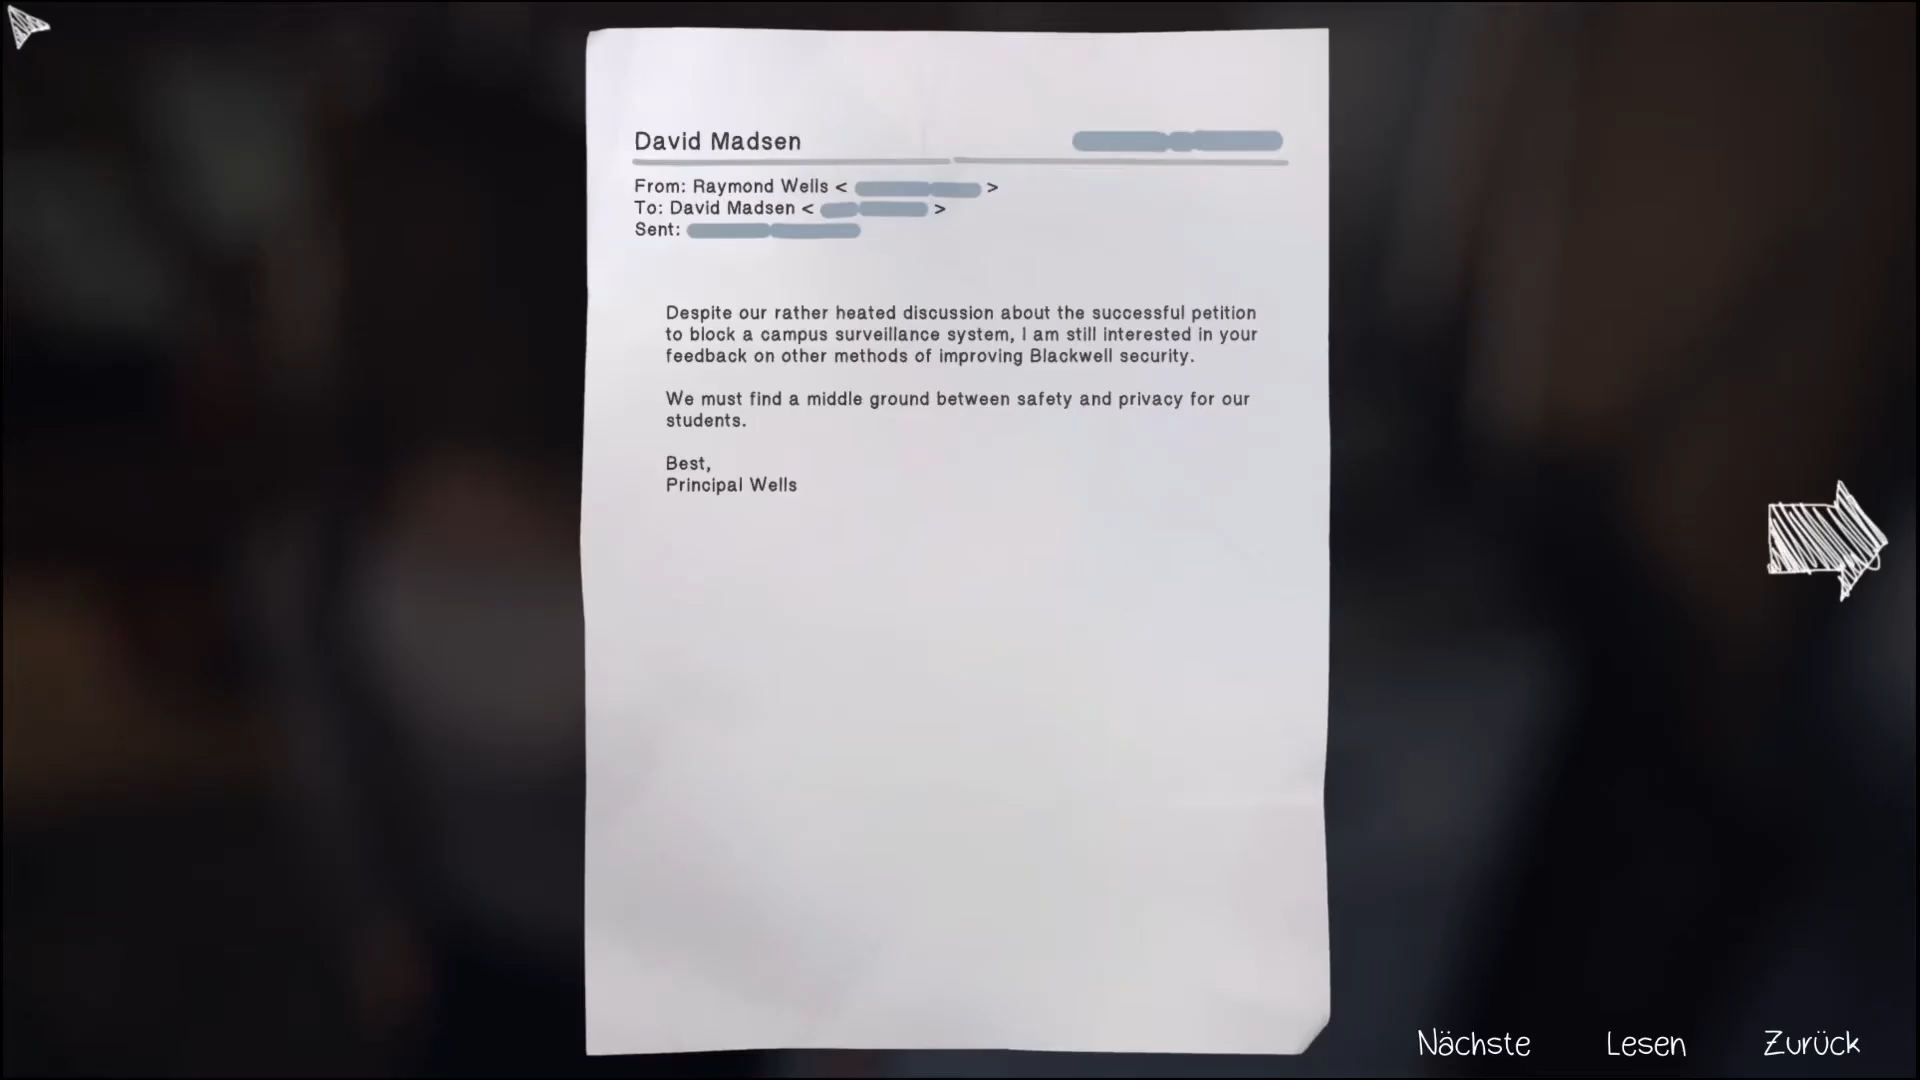 David Madsen
From: Raymond Wells < >
To: David Madsen < >
Sent:
Despite our rather heated discussion about the successful petition
to block a campus surveillance system, I am still interested in your
feedback on other methods of improving Blackwell security.
We must find a middle ground between safety and privacy for our
students.
Best,
Principal Wells
Nächste Lesen Zurück